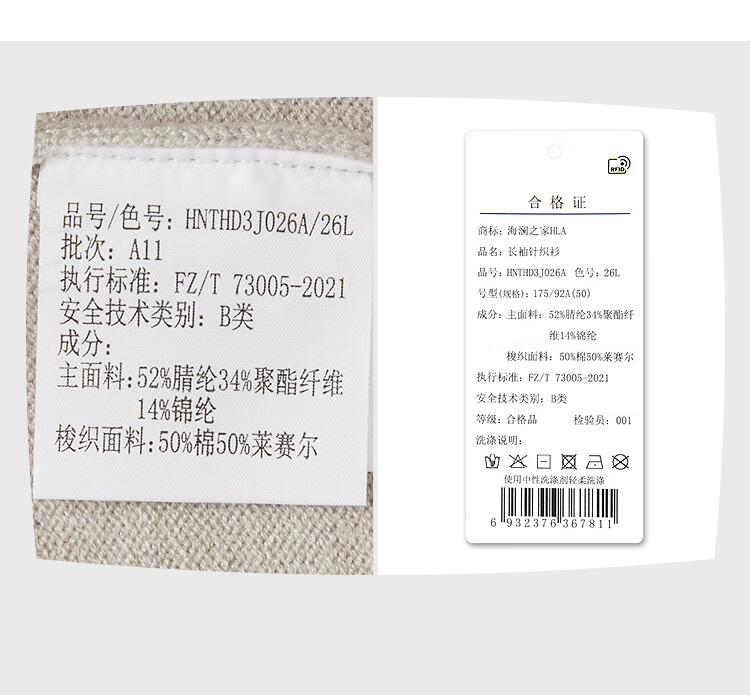 品号/色号: HNTHD3J026A/26L
批次: A11
执行标准: FZ/T 73005-2021
安全技术类别: B类
成分:
主面料:52%腈纶34%聚酯纤维
14%锦纶
梭织面料:50%棉50%莱赛尔
RFID
合格证
商标: 海澜之家HLA
品名: 长袖针织衫
品号: HNTHD3J026A 色号: 26L
号型(规格): 175/92A(50)
成分: 主面料: 52%腈纶34%聚酯纤
维14%锦纶
梭织面料: 50%棉50%莱赛尔
执行标准: FZ/T 73005-2021
安全技术类别: B类
等级: 合格品 检验员: 001
洗涤说明:
使用中性洗涤剂轻柔洗涤
6 932376 367811